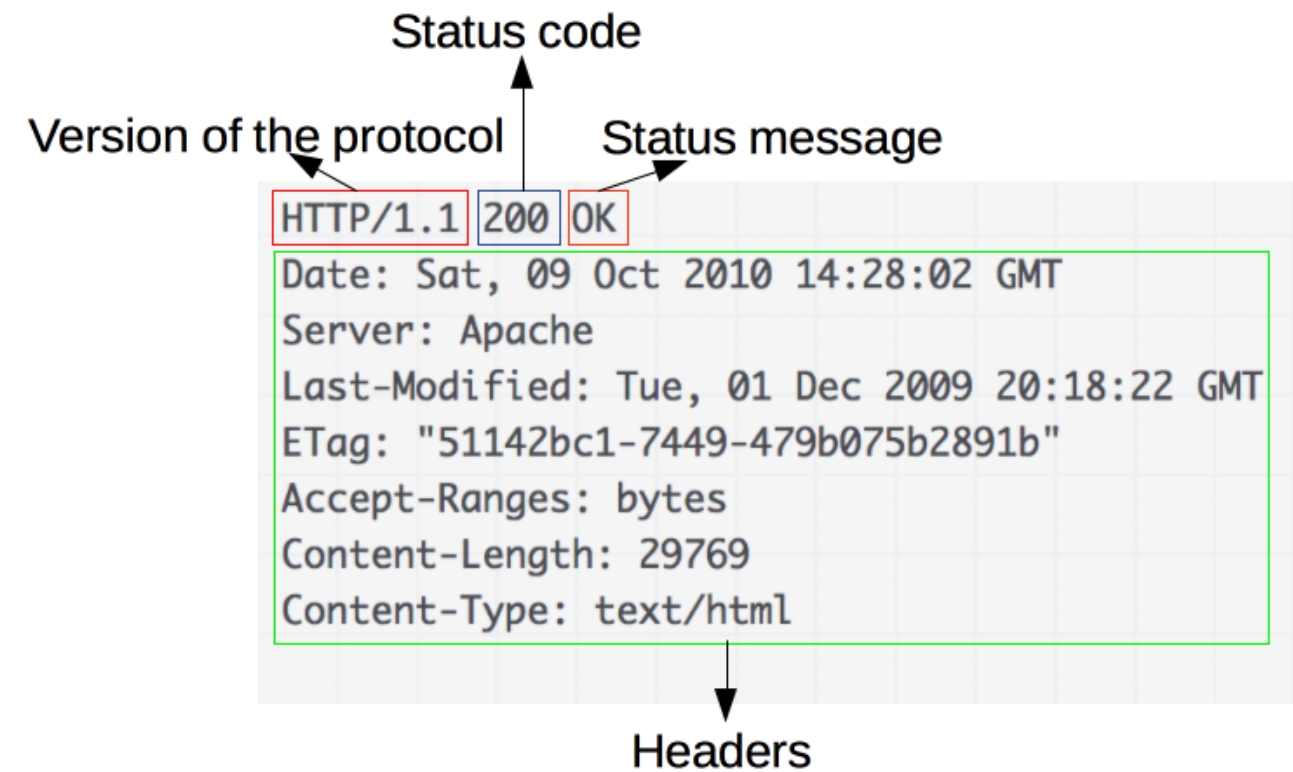 Status code
Version of the protocol
Status message
HTTP/1.1 200 OK
Date: Sat, 09 Oct 2010 14:28:02 GMT
Server: Apache
Last-Modified: Tue, 01 Dec 2009 20:18:22 GMT
ETag: "51142bc1-7449-479b075b2891b"
Accept-Ranges: bytes
Content-Length: 29769
Content-Type: text/html
Headers